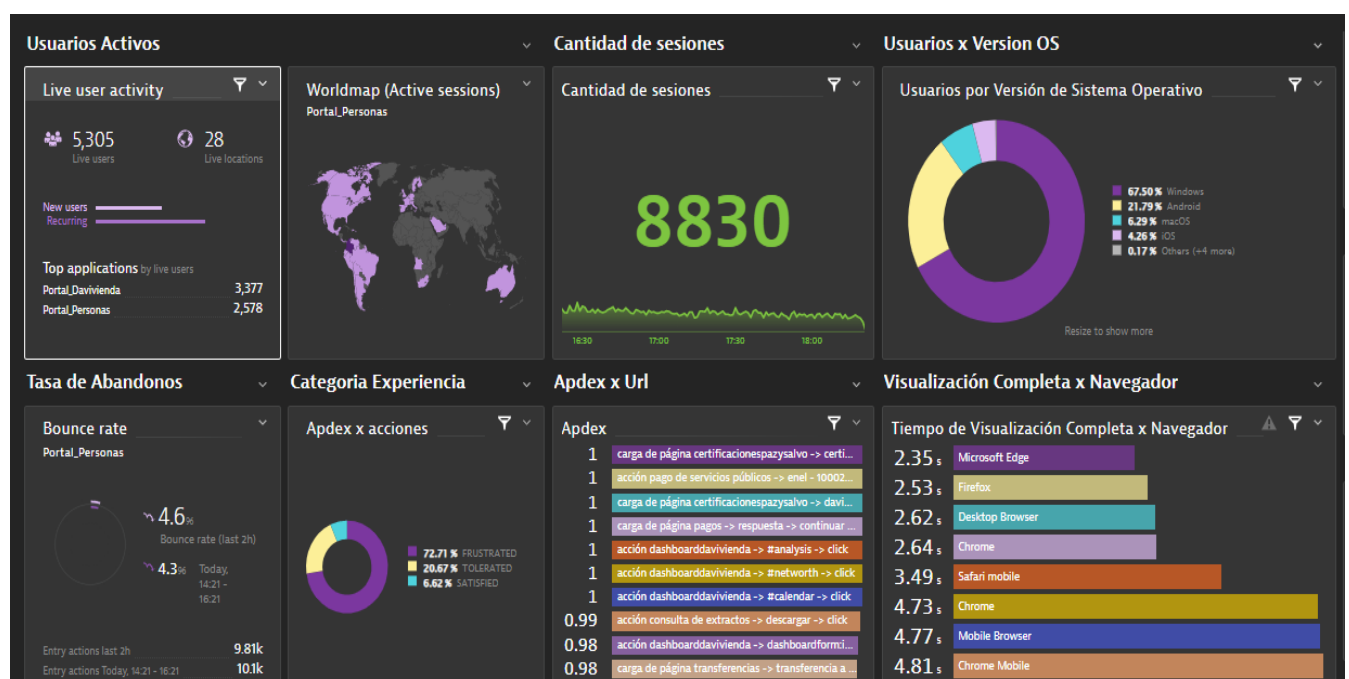 Usuarios Activos
Cantidad de sesiones
Usuarios x Version OS
Live user activity
5,305
Live users
28
Live locations
New users
Recurring
Top applications by live users
Portal_Davivienda 3,377
Portal_Personas 2,578
Worldmap (Active sessions)
Portal_Personas
Cantidad de sesiones
8830
16:30 17:00 17:30 18:00
Usuarios por Versión de Sistema Operativo
67.50 % Windows
21.79 % Android
6.29 % macOS
4.26 % iOS
0.17 % Others (+4 more)
Resize to show more
Tasa de Abandonos
Categoria Experiencia
Apdex x Url
Visualización Completa x Navegador
Bounce rate
Portal_Personas
4.6 %
Bounce rate (last 2h)
4.3 % Today,
14:21 -
16:21
Entry actions last 2h 9.81k
Entry actions Today, 14:21 - 16:21 10.1k
Apdex x acciones
72.71 % FRUSTRATED
20.67 % TOLERATED
6.62 % SATISFIED
Apdex
1 carga de página certificacionespazysalvo -> certi...
1 acción pago de servicios públicos -> enel - 10002...
1 carga de página certificacionespazysalvo -> davi...
1 carga de página pagos -> respuesta -> continuar ...
1 acción dashboarddavivienda -> #analysis -> click
1 acción dashboarddavivienda -> #networth -> click
1 acción dashboarddavivienda -> #calendar -> click
0.99 acción consulta de extractos -> descargar -> click
0.98 acción dashboarddavivienda -> dashboardform:i...
0.98 carga de página transferencias -> transferencia a ...
Tiempo de Visualización Completa x Navegador
2.35 s Microsoft Edge
2.53 s Firefox
2.62 s Desktop Browser
2.64 s Chrome
3.49 s Safari mobile
4.73 s Chrome
4.77 s Mobile Browser
4.81 s Chrome Mobile